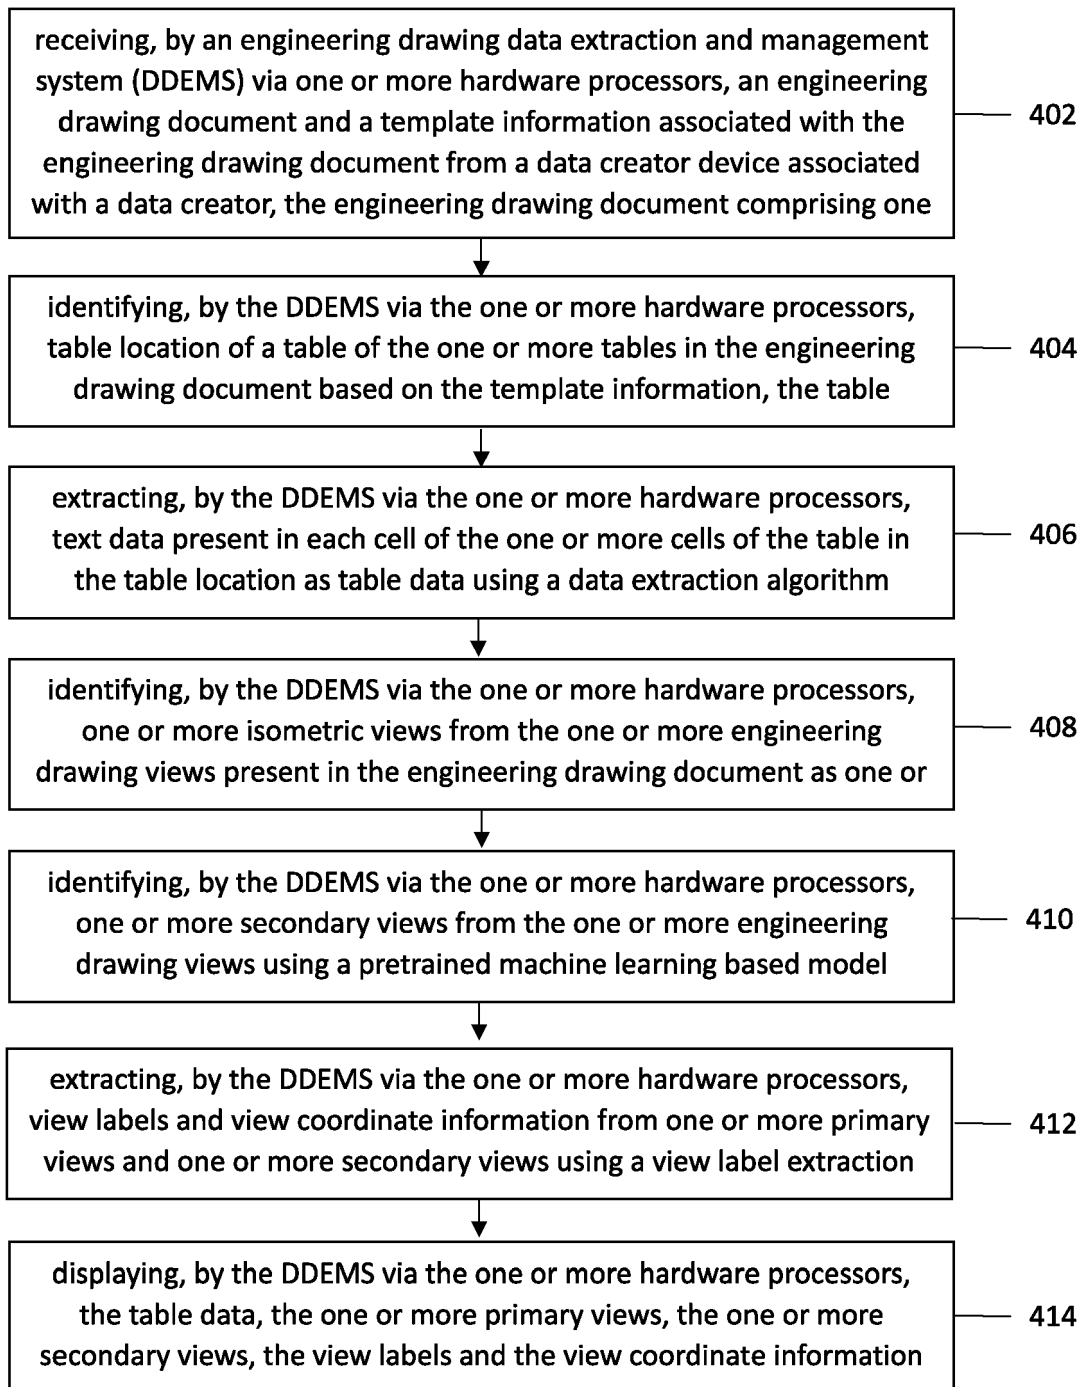 receiving, by an engineering drawing data extraction and management
system (DDEMS) via one or more hardware processors, an engineering
drawing document and a template information associated with the
engineering drawing document from a data creator device associated
with a data creator, the engineering drawing document comprising one
402
identifying, by the DDEMS via the one or more hardware processors,
table location of a table of the one or more tables in the engineering
drawing document based on the template information, the table
404
extracting, by the DDEMS via the one or more hardware processors,
text data present in each cell of the one or more cells of the table in
the table location as table data using a data extraction algorithm
406
identifying, by the DDEMS via the one or more hardware processors,
one or more isometric views from the one or more engineering
drawing views present in the engineering drawing document as one or
408
identifying, by the DDEMS via the one or more hardware processors,
one or more secondary views from the one or more engineering
drawing views using a pretrained machine learning based model
410
extracting, by the DDEMS via the one or more hardware processors,
view labels and view coordinate information from one or more primary
views and one or more secondary views using a view label extraction
412
displaying, by the DDEMS via the one or more hardware processors,
the table data, the one or more primary views, the one or more
secondary views, the view labels and the view coordinate information
414